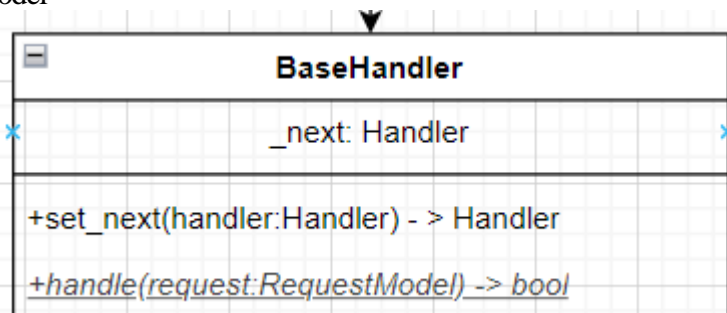 BaseHandler
_next: Handler
+set_next(handler:Handler) - > Handler
+handle(request:RequestModel) -> bool